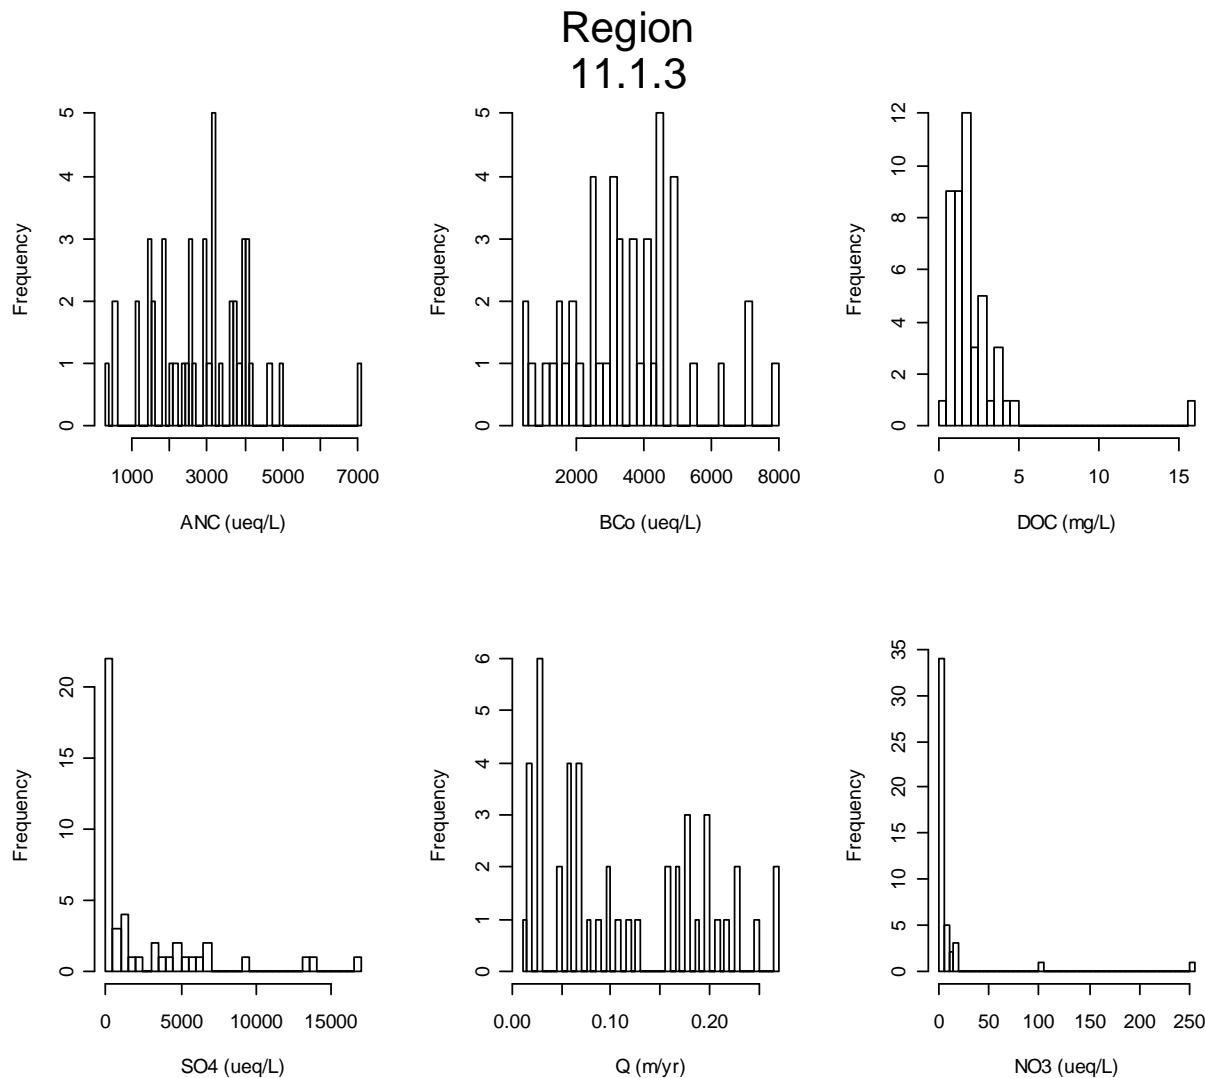 Region
11.1.3
Frequency
0 1 2 3 4 5
1000 3000 5000 7000
ANC (ueq/L)
Frequency
0 1 2 3 4 5
2000 4000 6000 8000
BCo (ueq/L)
Frequency
0 2 4 6 8 10 12
0 5 10 15
DOC (mg/L)
Frequency
0 5 10 15 20
0 5000 10000 15000
SO4 (ueq/L)
Frequency
0 1 2 3 4 5 6
0.00 0.10 0.20
Q (m/yr)
Frequency
0 5 10 15 20 25 30 35
0 50 100 150 200 250
NO3 (ueq/L)